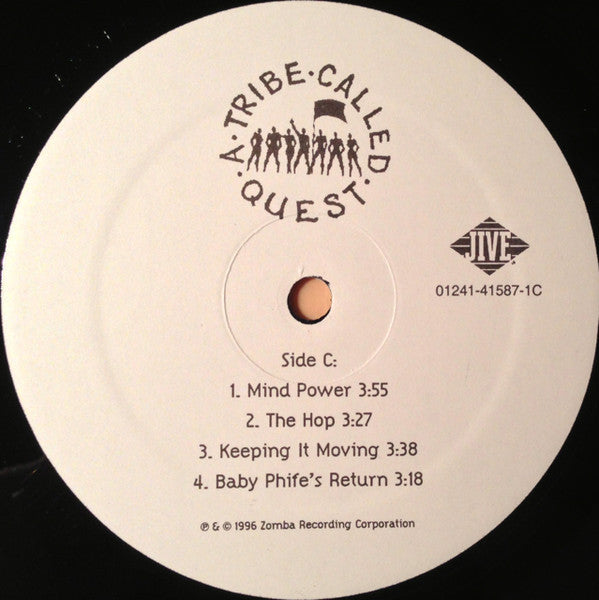 A·TRIBE·CALLED·QUEST·
JIVE
01241-41587-1C
Side C:
1. Mind Power 3:55
2. The Hop 3:27
3. Keeping It Moving 3:38
4. Baby Phife's Return 3:18
℗ & © 1996 Zomba Recording Corporation